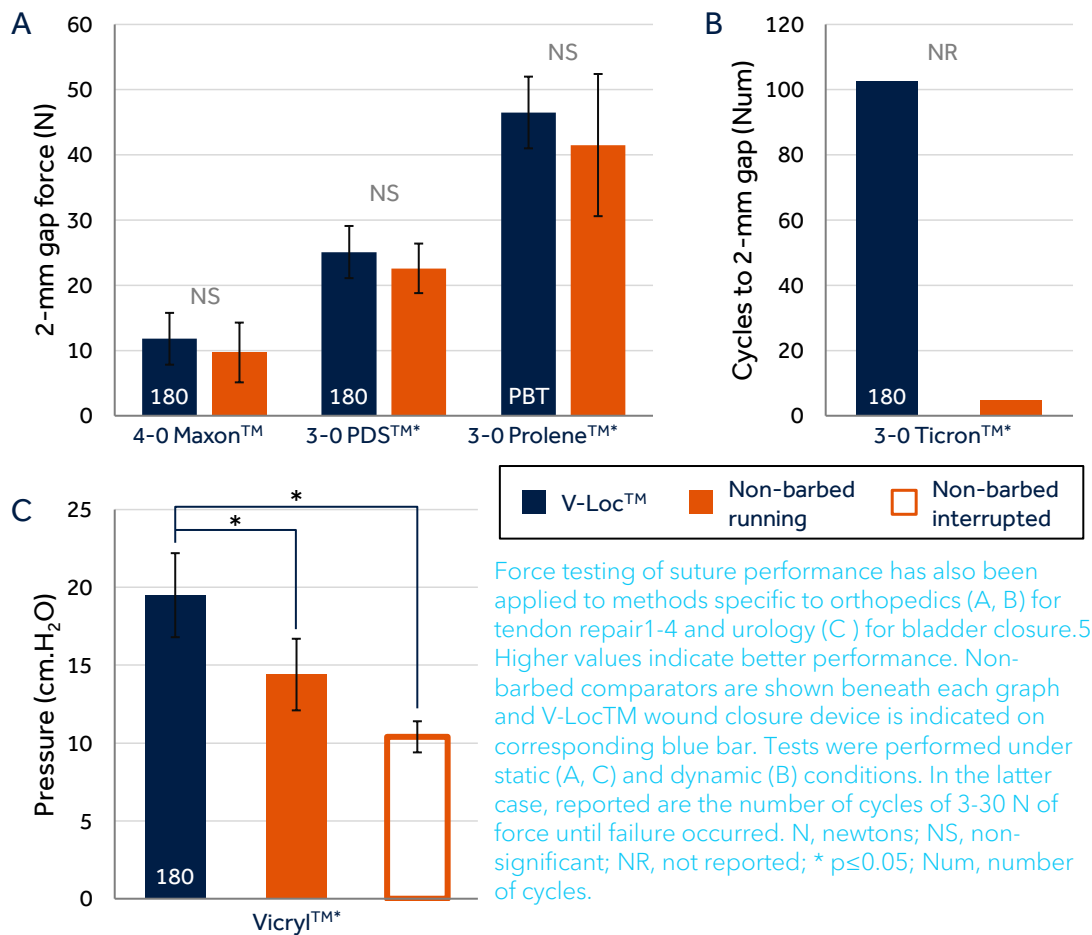 A
2-mm gap force (N)
60
50
40
30
20
10
0
NS
NS
NS
180
180
PBT
4-0 Maxon™
3-0 PDS™*
3-0 Prolene™*
B
Cycles to 2-mm gap (Num)
120
100
80
60
40
20
0
NR
180
3-0 Ticron™*
C
Pressure (cm.H₂O)
25
20
15
10
5
0
*
*
180
Vicryl™*
V-Loc™
Non-barbed
running
Non-barbed
interrupted
Force testing of suture performance has also been
applied to methods specific to orthopedics (A, B) for
tendon repair1-4 and urology (C ) for bladder closure.5
Higher values indicate better performance. Non-
barbed comparators are shown beneath each graph
and V-LocTM wound closure device is indicated on
corresponding blue bar. Tests were performed under
static (A, C) and dynamic (B) conditions. In the latter
case, reported are the number of cycles of 3-30 N of
force until failure occurred. N, newtons; NS, non-
significant; NR, not reported; * p≤0.05; Num, number
of cycles.